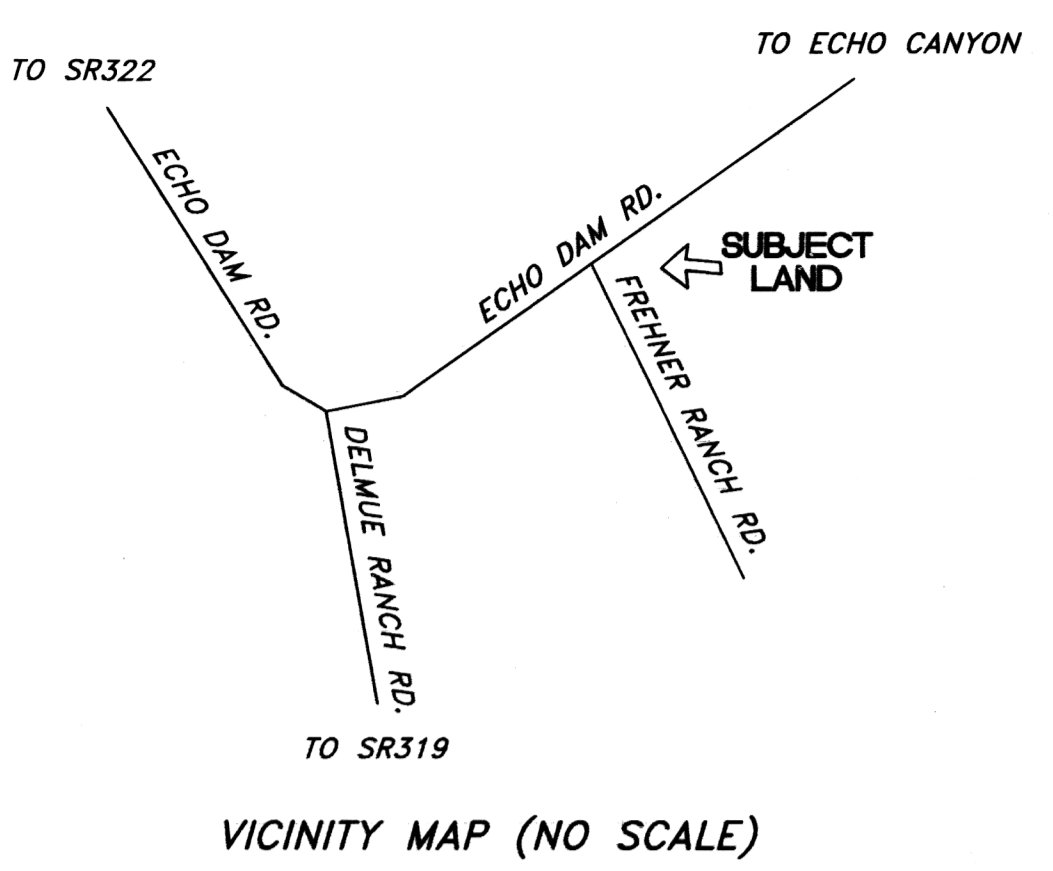 TO ECHO CANYON
TO SR322
ECHO DAM RD.
ECHO DAM RD.
SUBJECT
LAND
FREHNER RANCH RD.
DELMUE RANCH RD.
TO SR319
VICINITY MAP (NO SCALE)